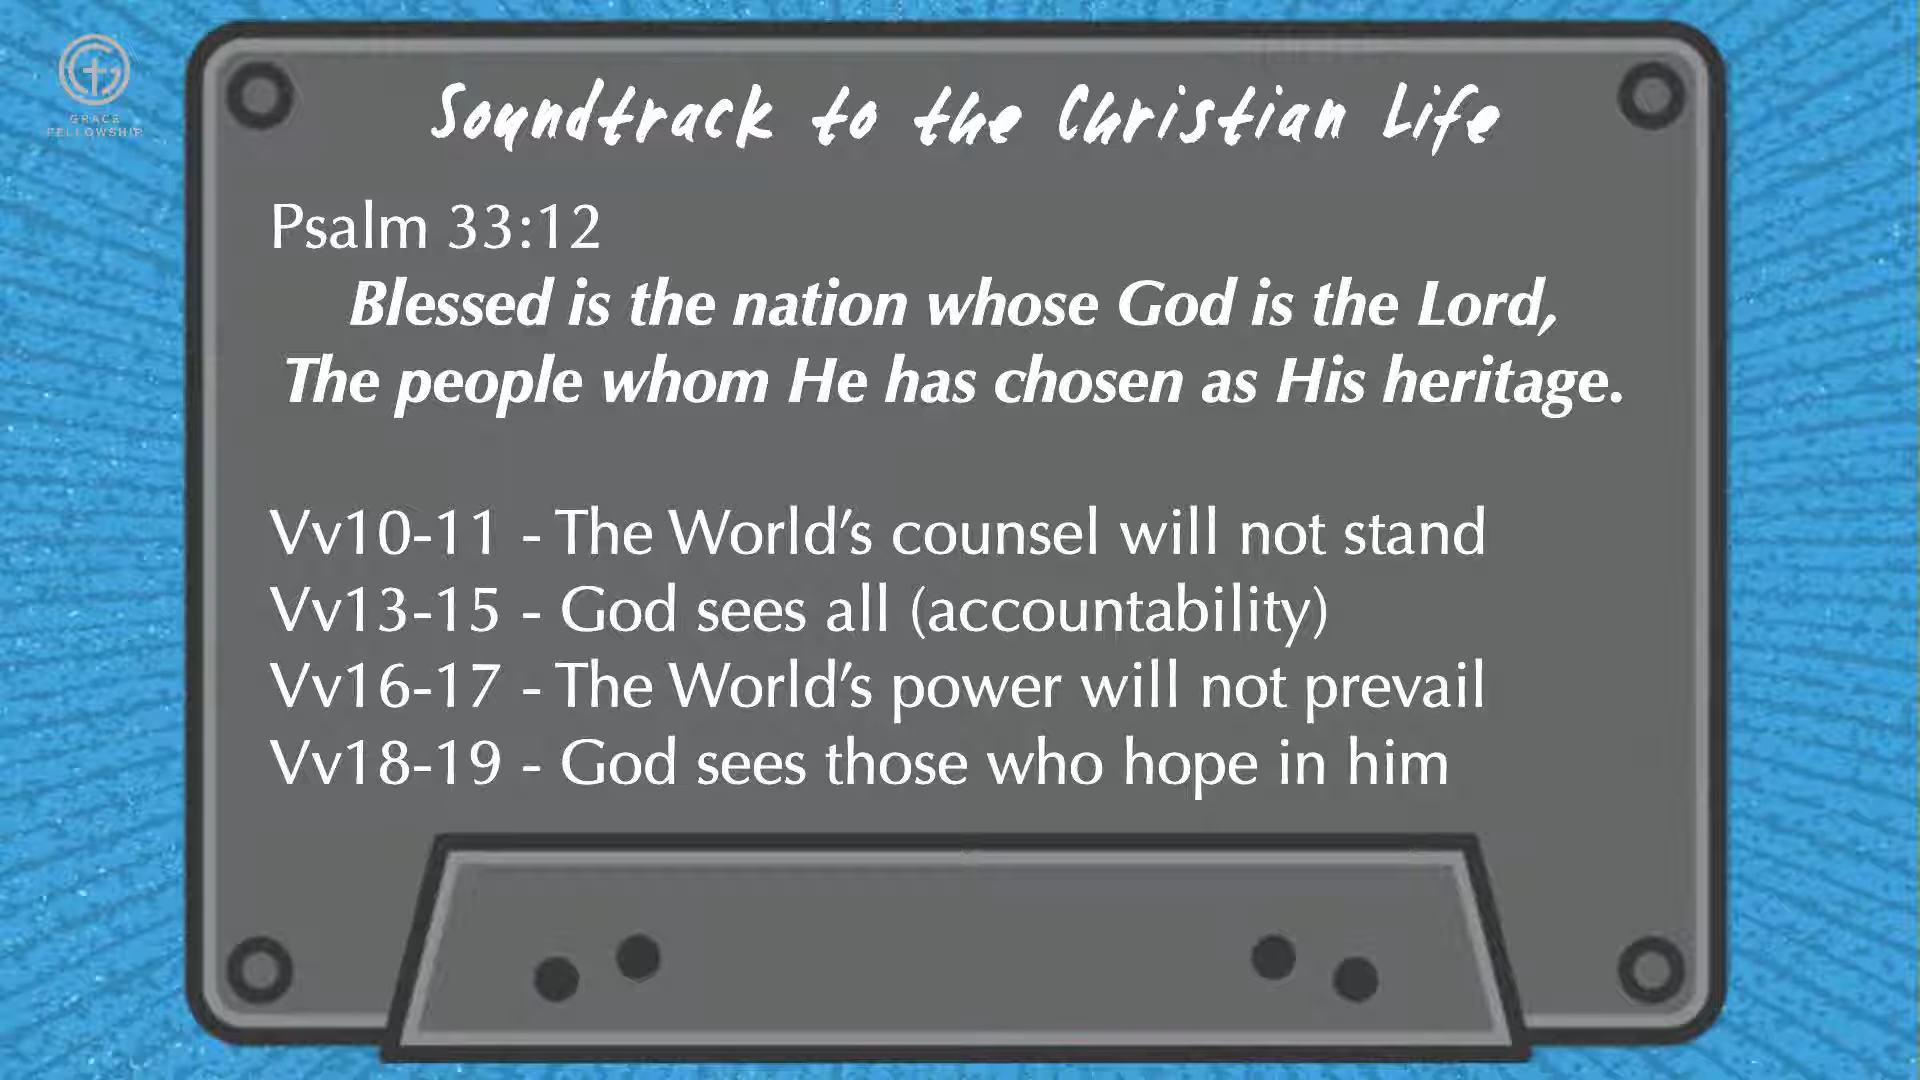 GRACE
FELLOWSHIP
Soundtrack to the Christian Life
Psalm 33:12
Blessed is the nation whose God is the Lord,
The people whom He has chosen as His heritage.
Vv10-11 - The World’s counsel will not stand
Vv13-15 - God sees all (accountability)
Vv16-17 - The World’s power will not prevail
Vv18-19 - God sees those who hope in him